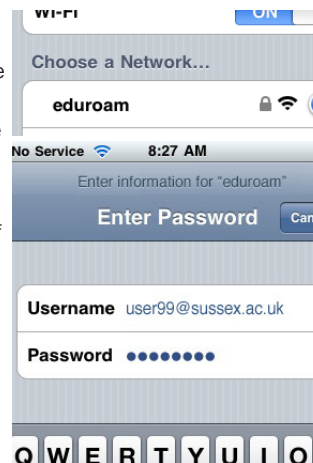 Wi-Fi ON
Choose a Network...
eduroam
No Service 8:27 AM
Enter information for “eduroam”
Enter Password
Username user99@sussex.ac.uk
Password ●●●●●●●●
Q W E R T Y U I O